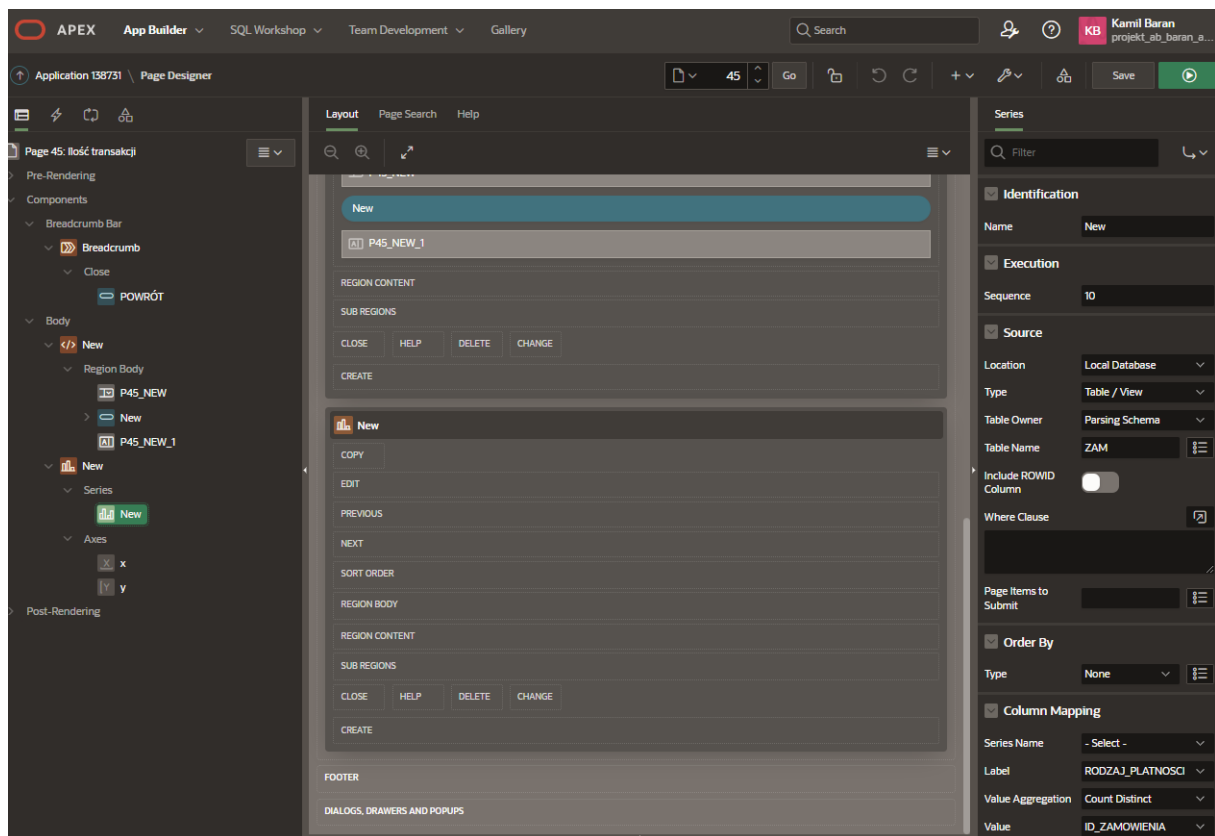 APEX App Builder SQL Workshop Team Development Gallery Search KB Kamil Baran
projekt_ab_baran_a...
Application 138731 \ Page Designer 45 Go Save
Layout Page Search Help
Series
Page 45: Ilość transakcji
Pre-Rendering
Components
Breadcrumb Bar
Breadcrumb
Close
POWRÓT
Body
New
Region Body
P45_NEW
New
P45_NEW_1
New
Series
New
Axes
x
y
Post-Rendering
P45_NEW
New
P45_NEW_1
REGION CONTENT
SUB REGIONS
CLOSE HELP DELETE CHANGE
CREATE
New
COPY
EDIT
PREVIOUS
NEXT
SORT ORDER
REGION BODY
REGION CONTENT
SUB REGIONS
CLOSE HELP DELETE CHANGE
CREATE
FOOTER
DIALOGS, DRAWERS AND POPUPS
Filter
Identification
Name New
Execution
Sequence 10
Source
Location Local Database
Type Table / View
Table Owner Parsing Schema
Table Name ZAM
Include ROWID
Column
Where Clause
Page Items to
Submit
Order By
Type None
Column Mapping
Series Name - Select -
Label RODZAJ_PLATNOSCI
Value Aggregation Count Distinct
Value ID_ZAMOWIENIA